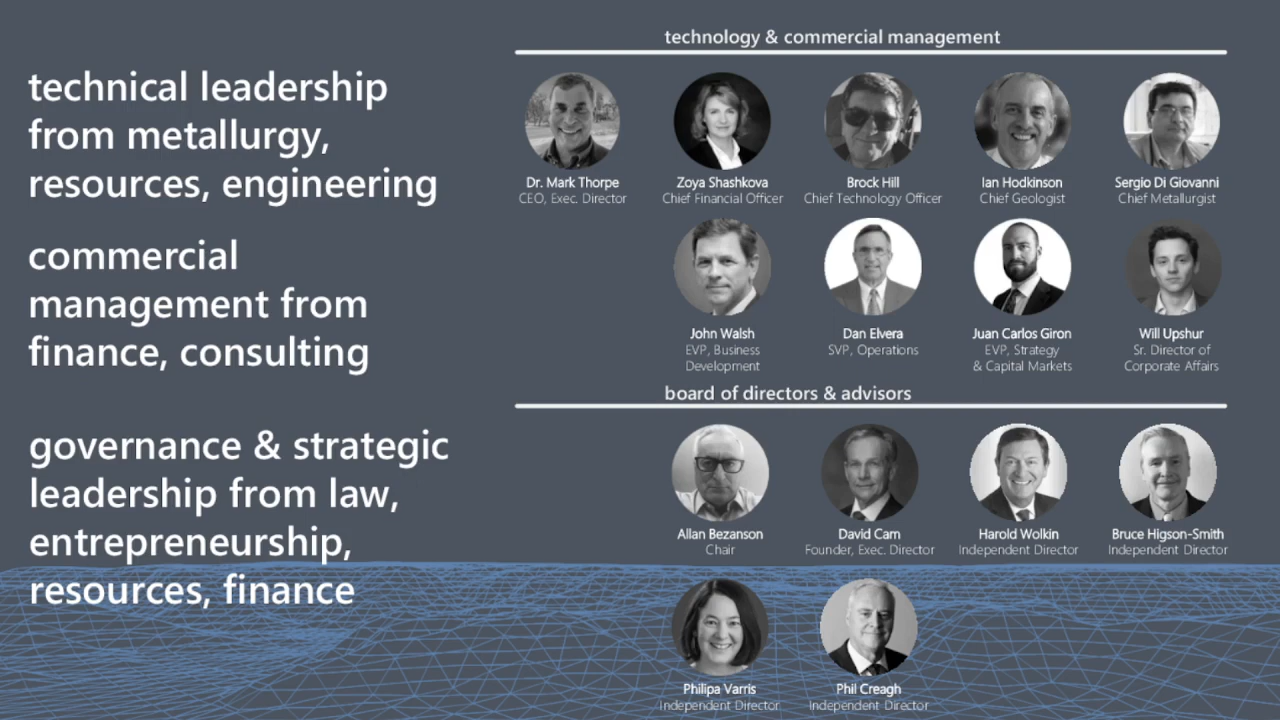 technical leadership
from metallurgy,
resources, engineering
commercial
management from
finance, consulting
governance & strategic
leadership from law,
entrepreneurship,
resources, finance
technology & commercial management
Dr. Mark Thorpe
CEO, Exec. Director
Zoya Shashkova
Chief Financial Officer
Brock Hill
Chief Technology Officer
Ian Hodkinson
Chief Geologist
Sergio Di Giovanni
Chief Metallurgist
John Walsh
EVP, Business
Development
Dan Elvera
SVP, Operations
Juan Carlos Giron
EVP, Strategy
& Capital Markets
Will Upshur
Sr. Director of
Corporate Affairs
board of directors & advisors
Allan Bezanson
Chair
David Cam
Founder, Exec. Director
Harold Wolkin
Independent Director
Bruce Higson-Smith
Independent Director
Philipa Varris
Independent Director
Phil Creagh
Independent Director